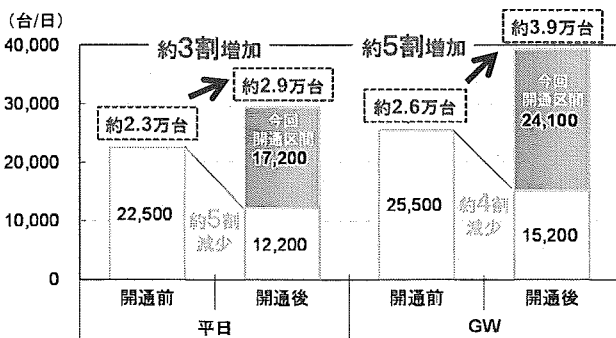 (台/日)
40,000
30,000
20,000
10,000
0
約3割増加
約2.3万台
約2.9万台
今回
開通区間
17,200
22,500
約5割
減少
12,200
約5割増加
約2.6万台
約3.9万台
今回
開通区間
24,100
25,500
約4割
減少
15,200
開通前
開通後
開通前
開通後
平日
GW